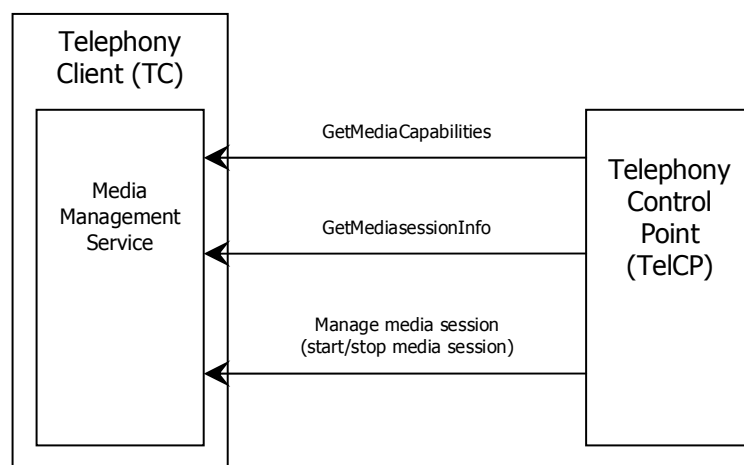 Telephony
Client (TC)
Media
Management
Service
GetMediaCapabilities
GetMediasessionInfo
Manage media session
(start/stop media session)
Telephony
Control
Point
(TelCP)